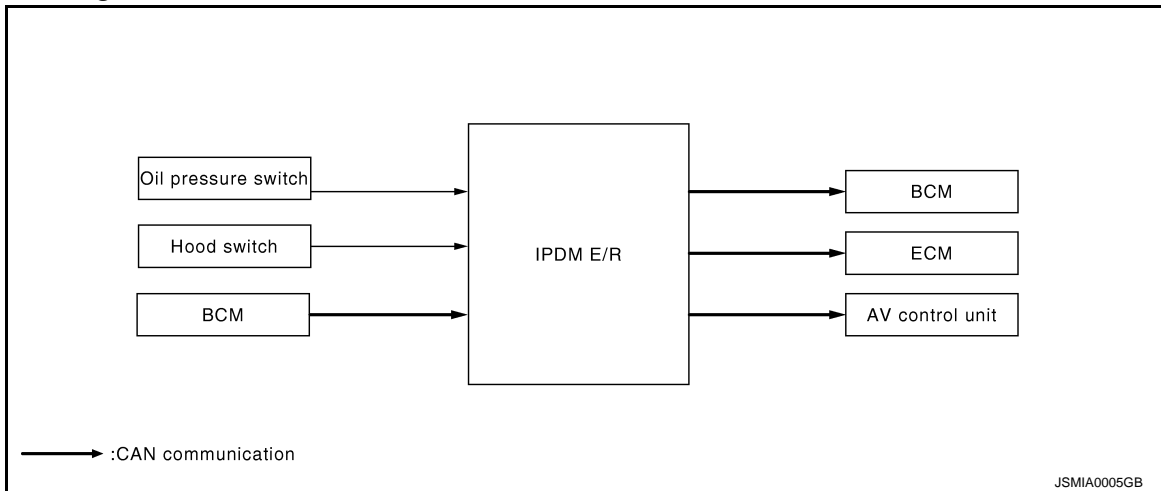 Oil pressure switch
Hood switch
BCM
IPDM E/R
BCM
ECM
AV control unit
:CAN communication
JSMIA0005GB